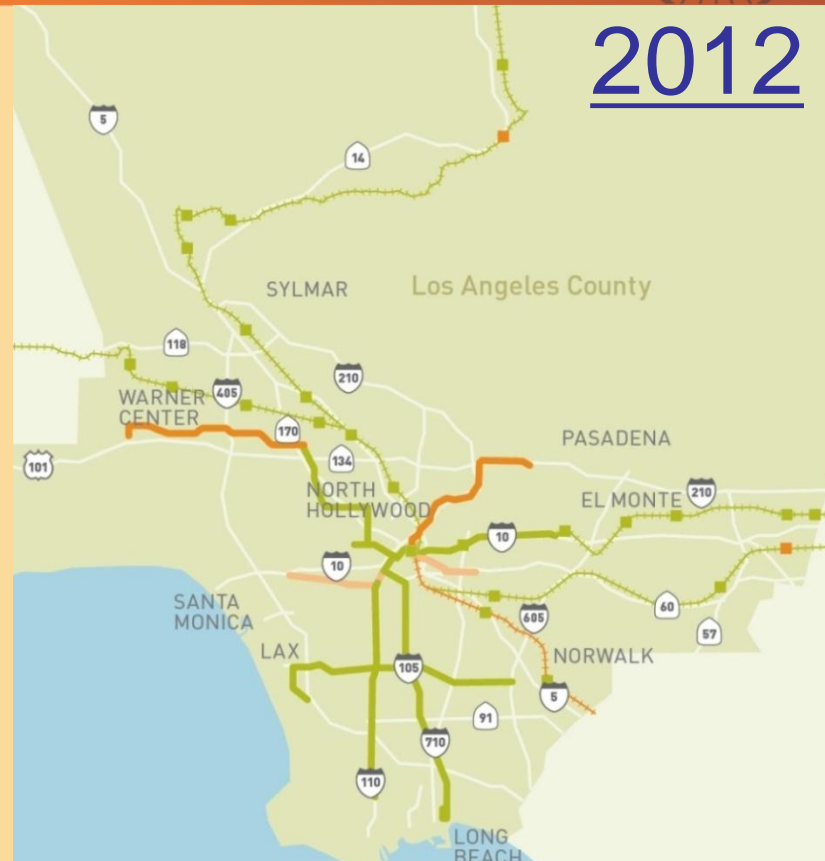 2012
5
14
SYLMAR
Los Angeles County
118
210
WARNER
CENTER
405
170
101
134
PASADENA
NORTH
HOLLYWOOD
EL MONTE
210
10
10
SANTA
MONICA
605
60
57
LAX
105
NORWALK
5
91
710
110
LONG
BEACH